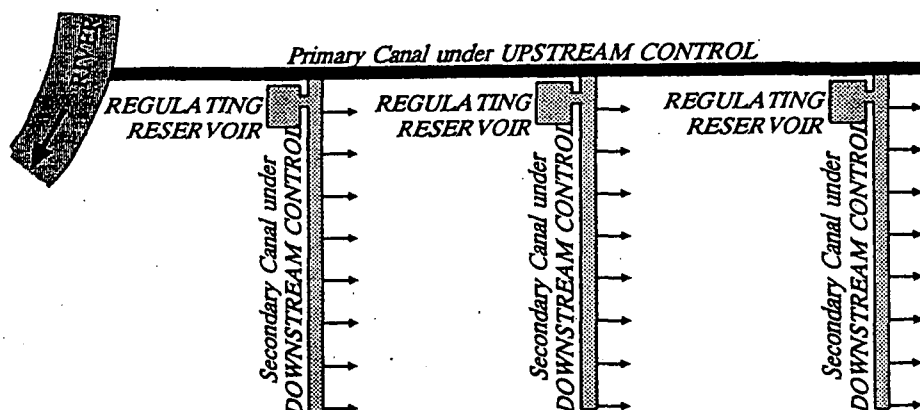 RIVER
Primary Canal under UPSTREAM CONTROL
REGULATING
RESERVOIR
Secondary Canal under
DOWNSTREAM CONTROL
REGULATING
RESERVOIR
Secondary Canal under
DOWNSTREAM CONTROL
REGULATING
RESERVOIR
Secondary Canal under
DOWNSTREAM CONTROL